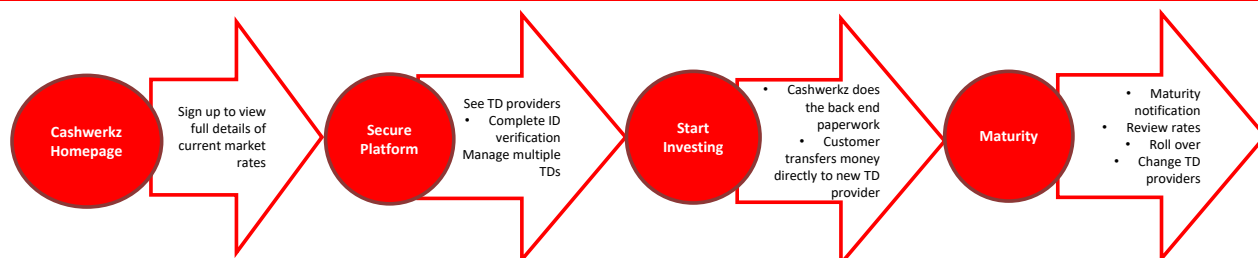 Cashwerkz
Homepage
Sign up to view
full details of
current market
rates
Secure
Platform
See TD providers
• Complete ID
verification
Manage multiple
TDs
Start
Investing
• Cashwerkz does
the back end
paperwork
• Customer
transfers money
directly to new TD
provider
Maturity
• Maturity
notification
• Review rates
• Roll over
• Change TD
providers